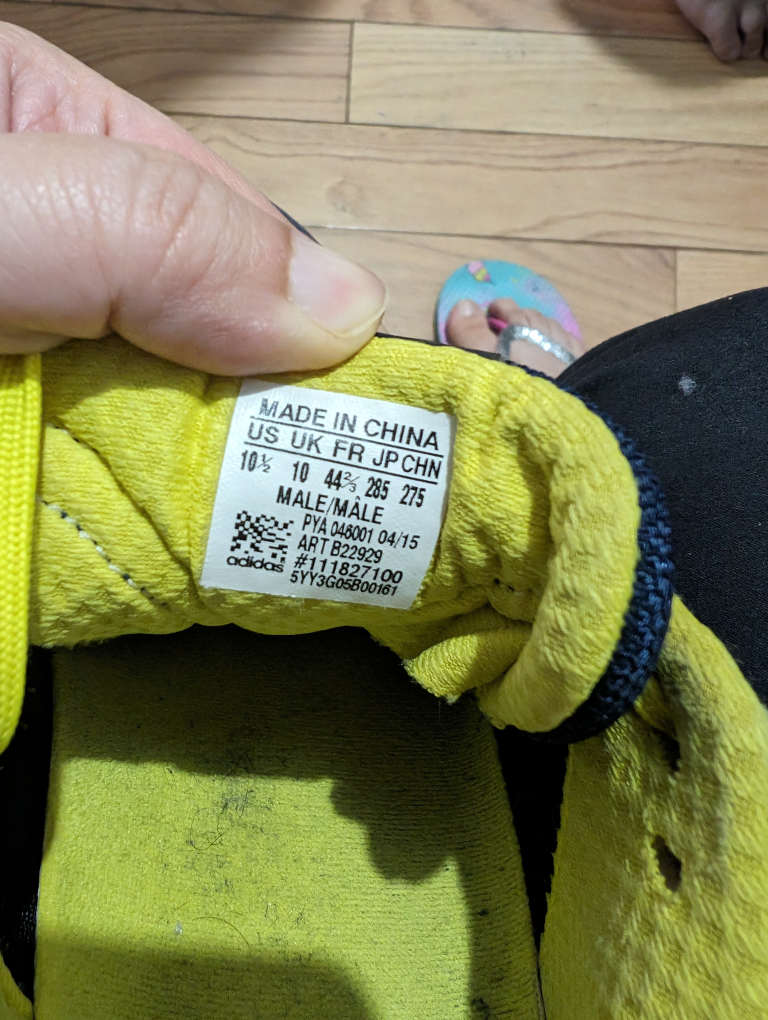 MADE IN CHINA
US UK FR JP CHN
10½ 10 44⅔ 285 275
MALE/MÂLE
PYA 046001 04/15
ART B22929
#111827100
adidas 5YY3G05B00161